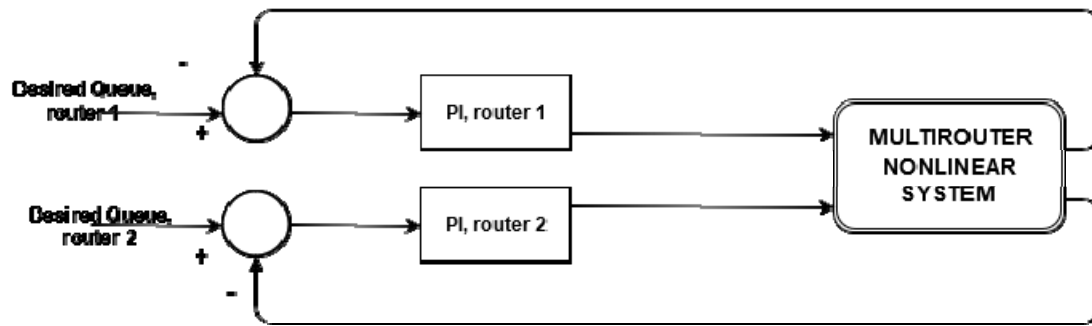 -
Desired Queue,
router 1
+
PI, router 1
MULTIROUTER
NONLINEAR
SYSTEM
Desired Queue,
router 2
+
-
PI, router 2